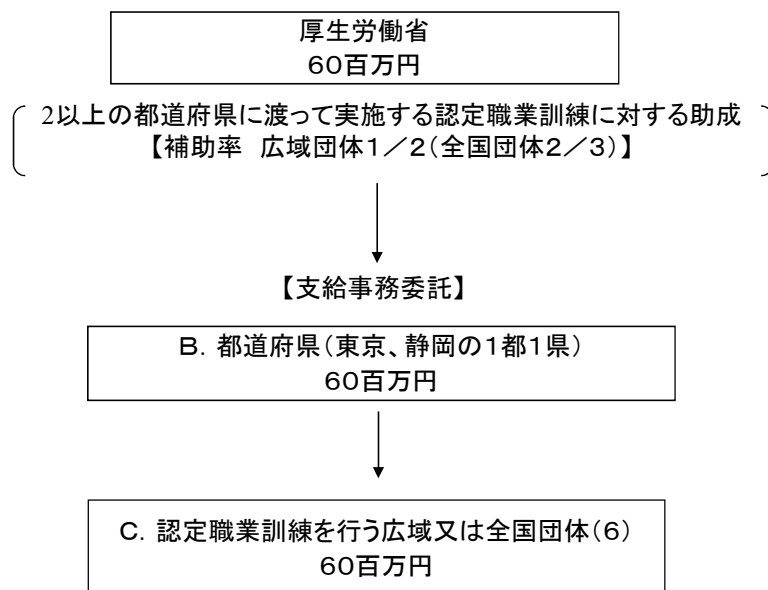 厚生労働省
60百万円
2以上の都道府県に渡って実施する認定職業訓練に対する助成
【補助率　広域団体1／2(全国団体2／3)】
【支給事務委託】
B．都道府県（東京、静岡の1都1県）
60百万円
C．認定職業訓練を行う広域又は全国団体（6）
60百万円